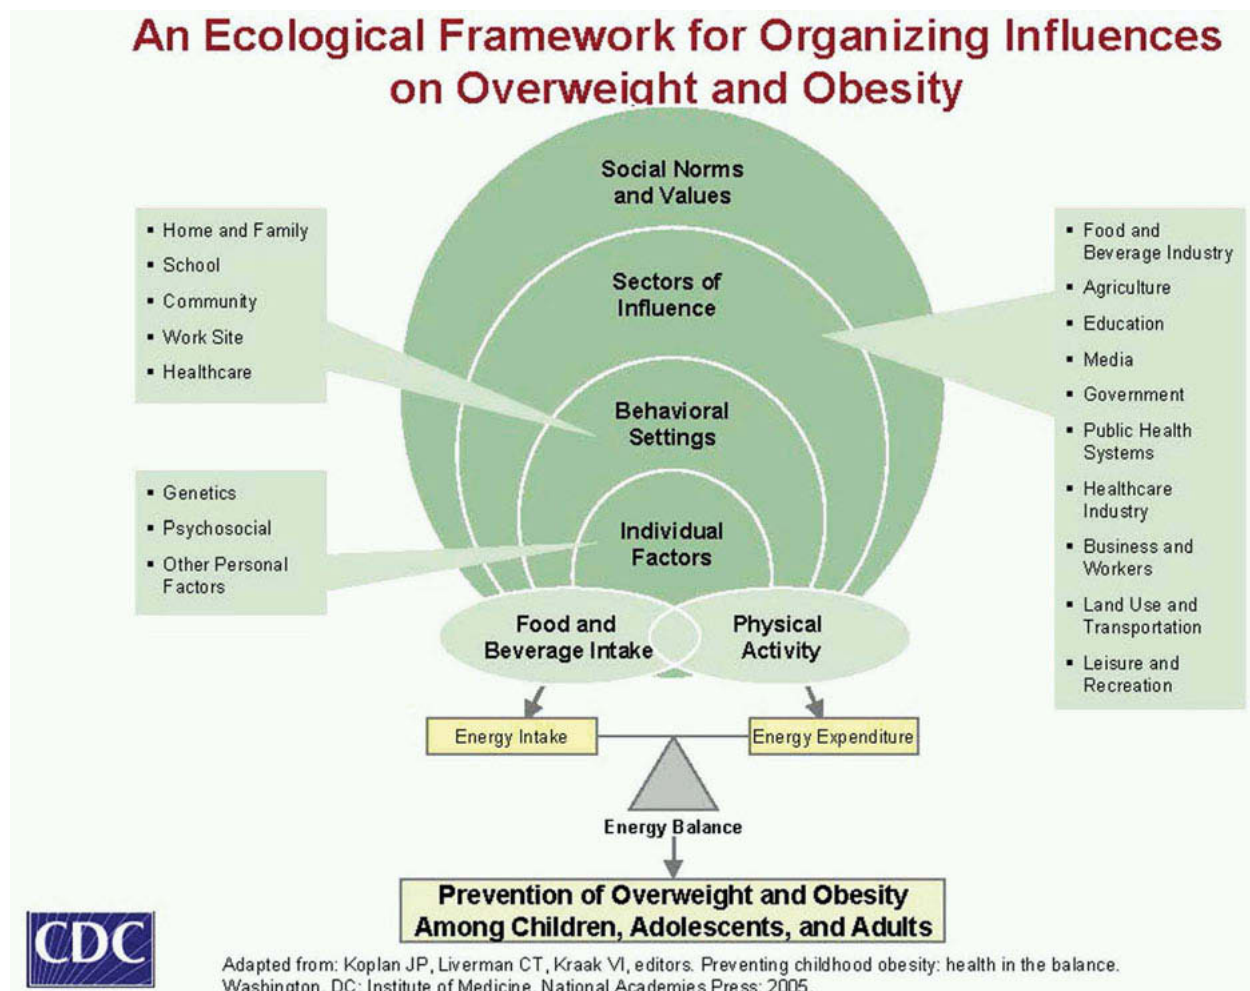 An Ecological Framework for Organizing Influences
on Overweight and Obesity
Social Norms
and Values
Sectors of
Influence
Behavioral
Settings
Individual
Factors
▪ Home and Family
▪ School
▪ Community
▪ Work Site
▪ Healthcare
▪ Genetics
▪ Psychosocial
▪ Other Personal
Factors
▪ Food and
Beverage Industry
▪ Agriculture
▪ Education
▪ Media
▪ Government
▪ Public Health
Systems
▪ Healthcare
Industry
▪ Business and
Workers
▪ Land Use and
Transportation
▪ Leisure and
Recreation
Food and
Beverage Intake
Physical
Activity
Energy Intake
Energy Expenditure
Energy Balance
Prevention of Overweight and Obesity
Among Children, Adolescents, and Adults
CDC
Adapted from: Koplan JP, Liverman CT, Kraak VI, editors. Preventing childhood obesity: health in the balance.
Washington, DC: Institute of Medicine, National Academies Press; 2005.